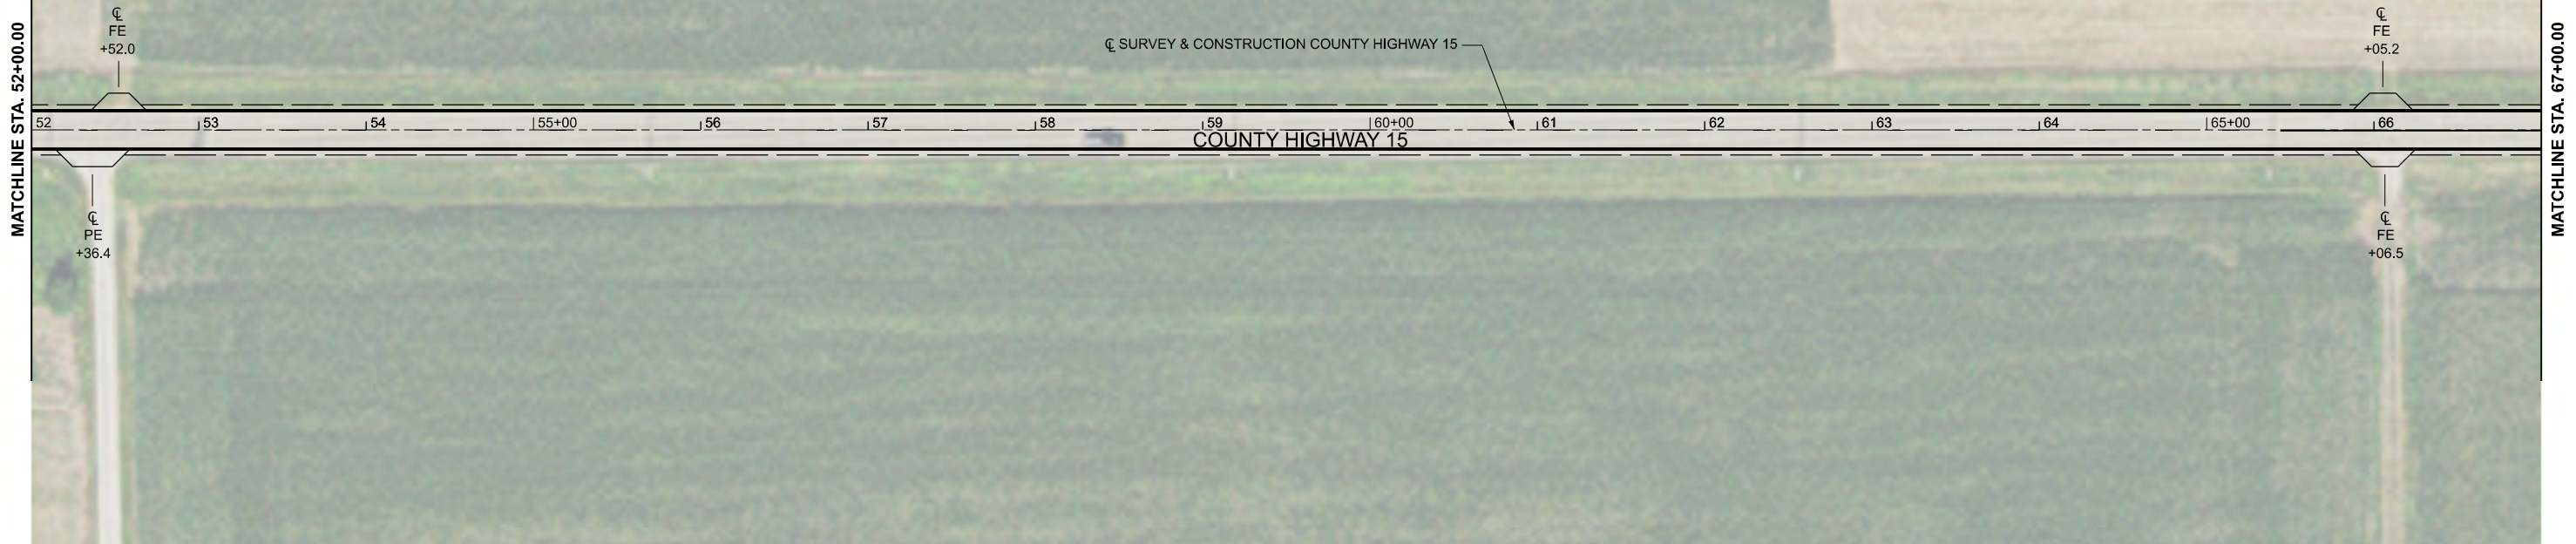 MATCHLINE STA. 52+00.00
℄
FE
+52.0
℄ SURVEY & CONSTRUCTION COUNTY HIGHWAY 15
℄
FE
+05.2
MATCHLINE STA. 67+00.00
52 53 54 55+00 56 57 58 59 60+00 61 62 63 64 65+00 66
COUNTY HIGHWAY 15
℄
PE
+36.4
℄
FE
+06.5